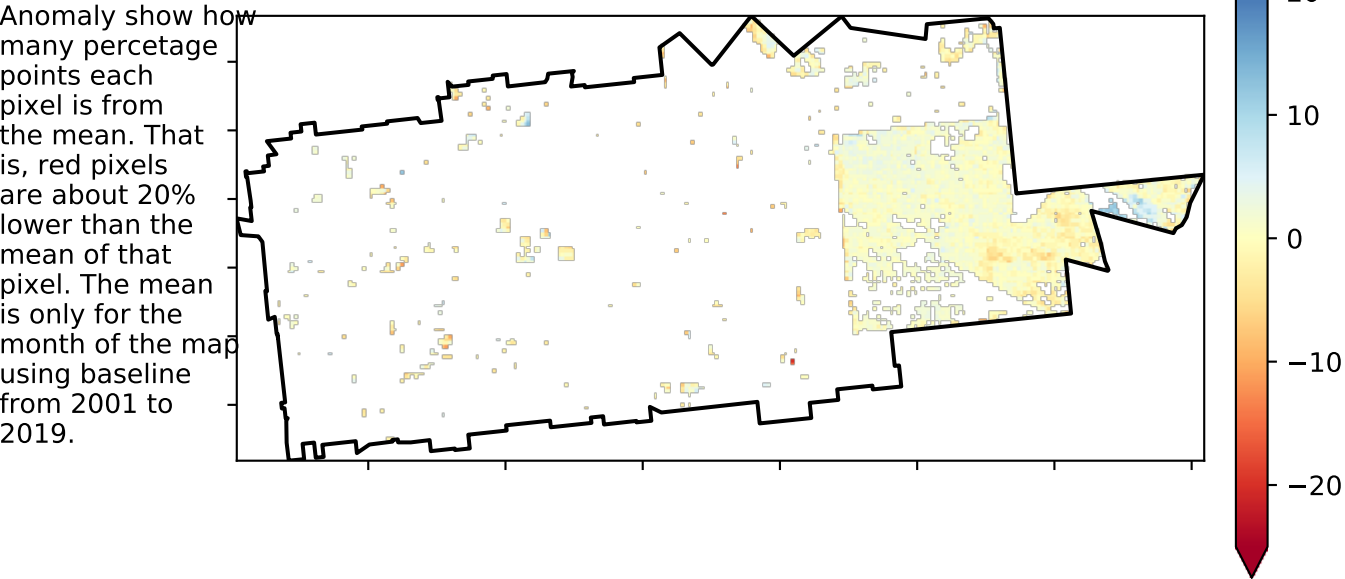 Anomaly show how
many percetage
points each
pixel is from
the mean. That
is, red pixels
are about 20%
lower than the
mean of that
pixel. The mean
is only for the
month of the map
using baseline
from 2001 to
2019.
10
0
−10
−20